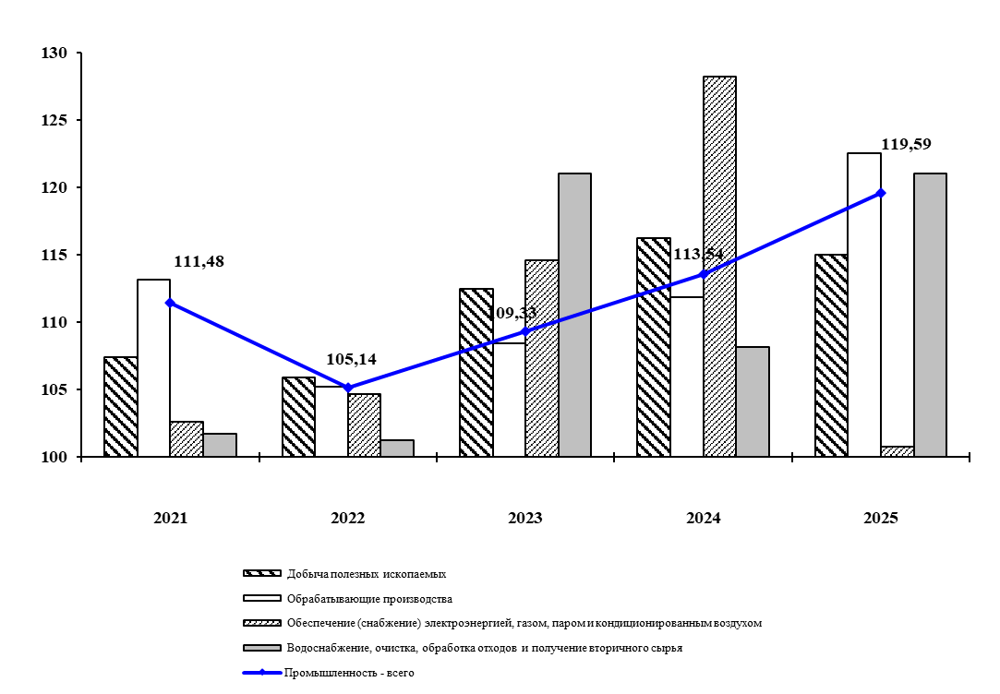 130
125
120
115
110
105
100
119,59
111,48
113,54
109,33
105,14
2021 2022 2023 2024 2025
Добыча полезных ископаемых
Обрабатывающие производства
Обеспечение (снабжение) электроэнергией, газом, паром и кондиционированным воздухом
Водоснабжение, очистка, обработка отходов и получение вторичного сырья
Промышленность - всего